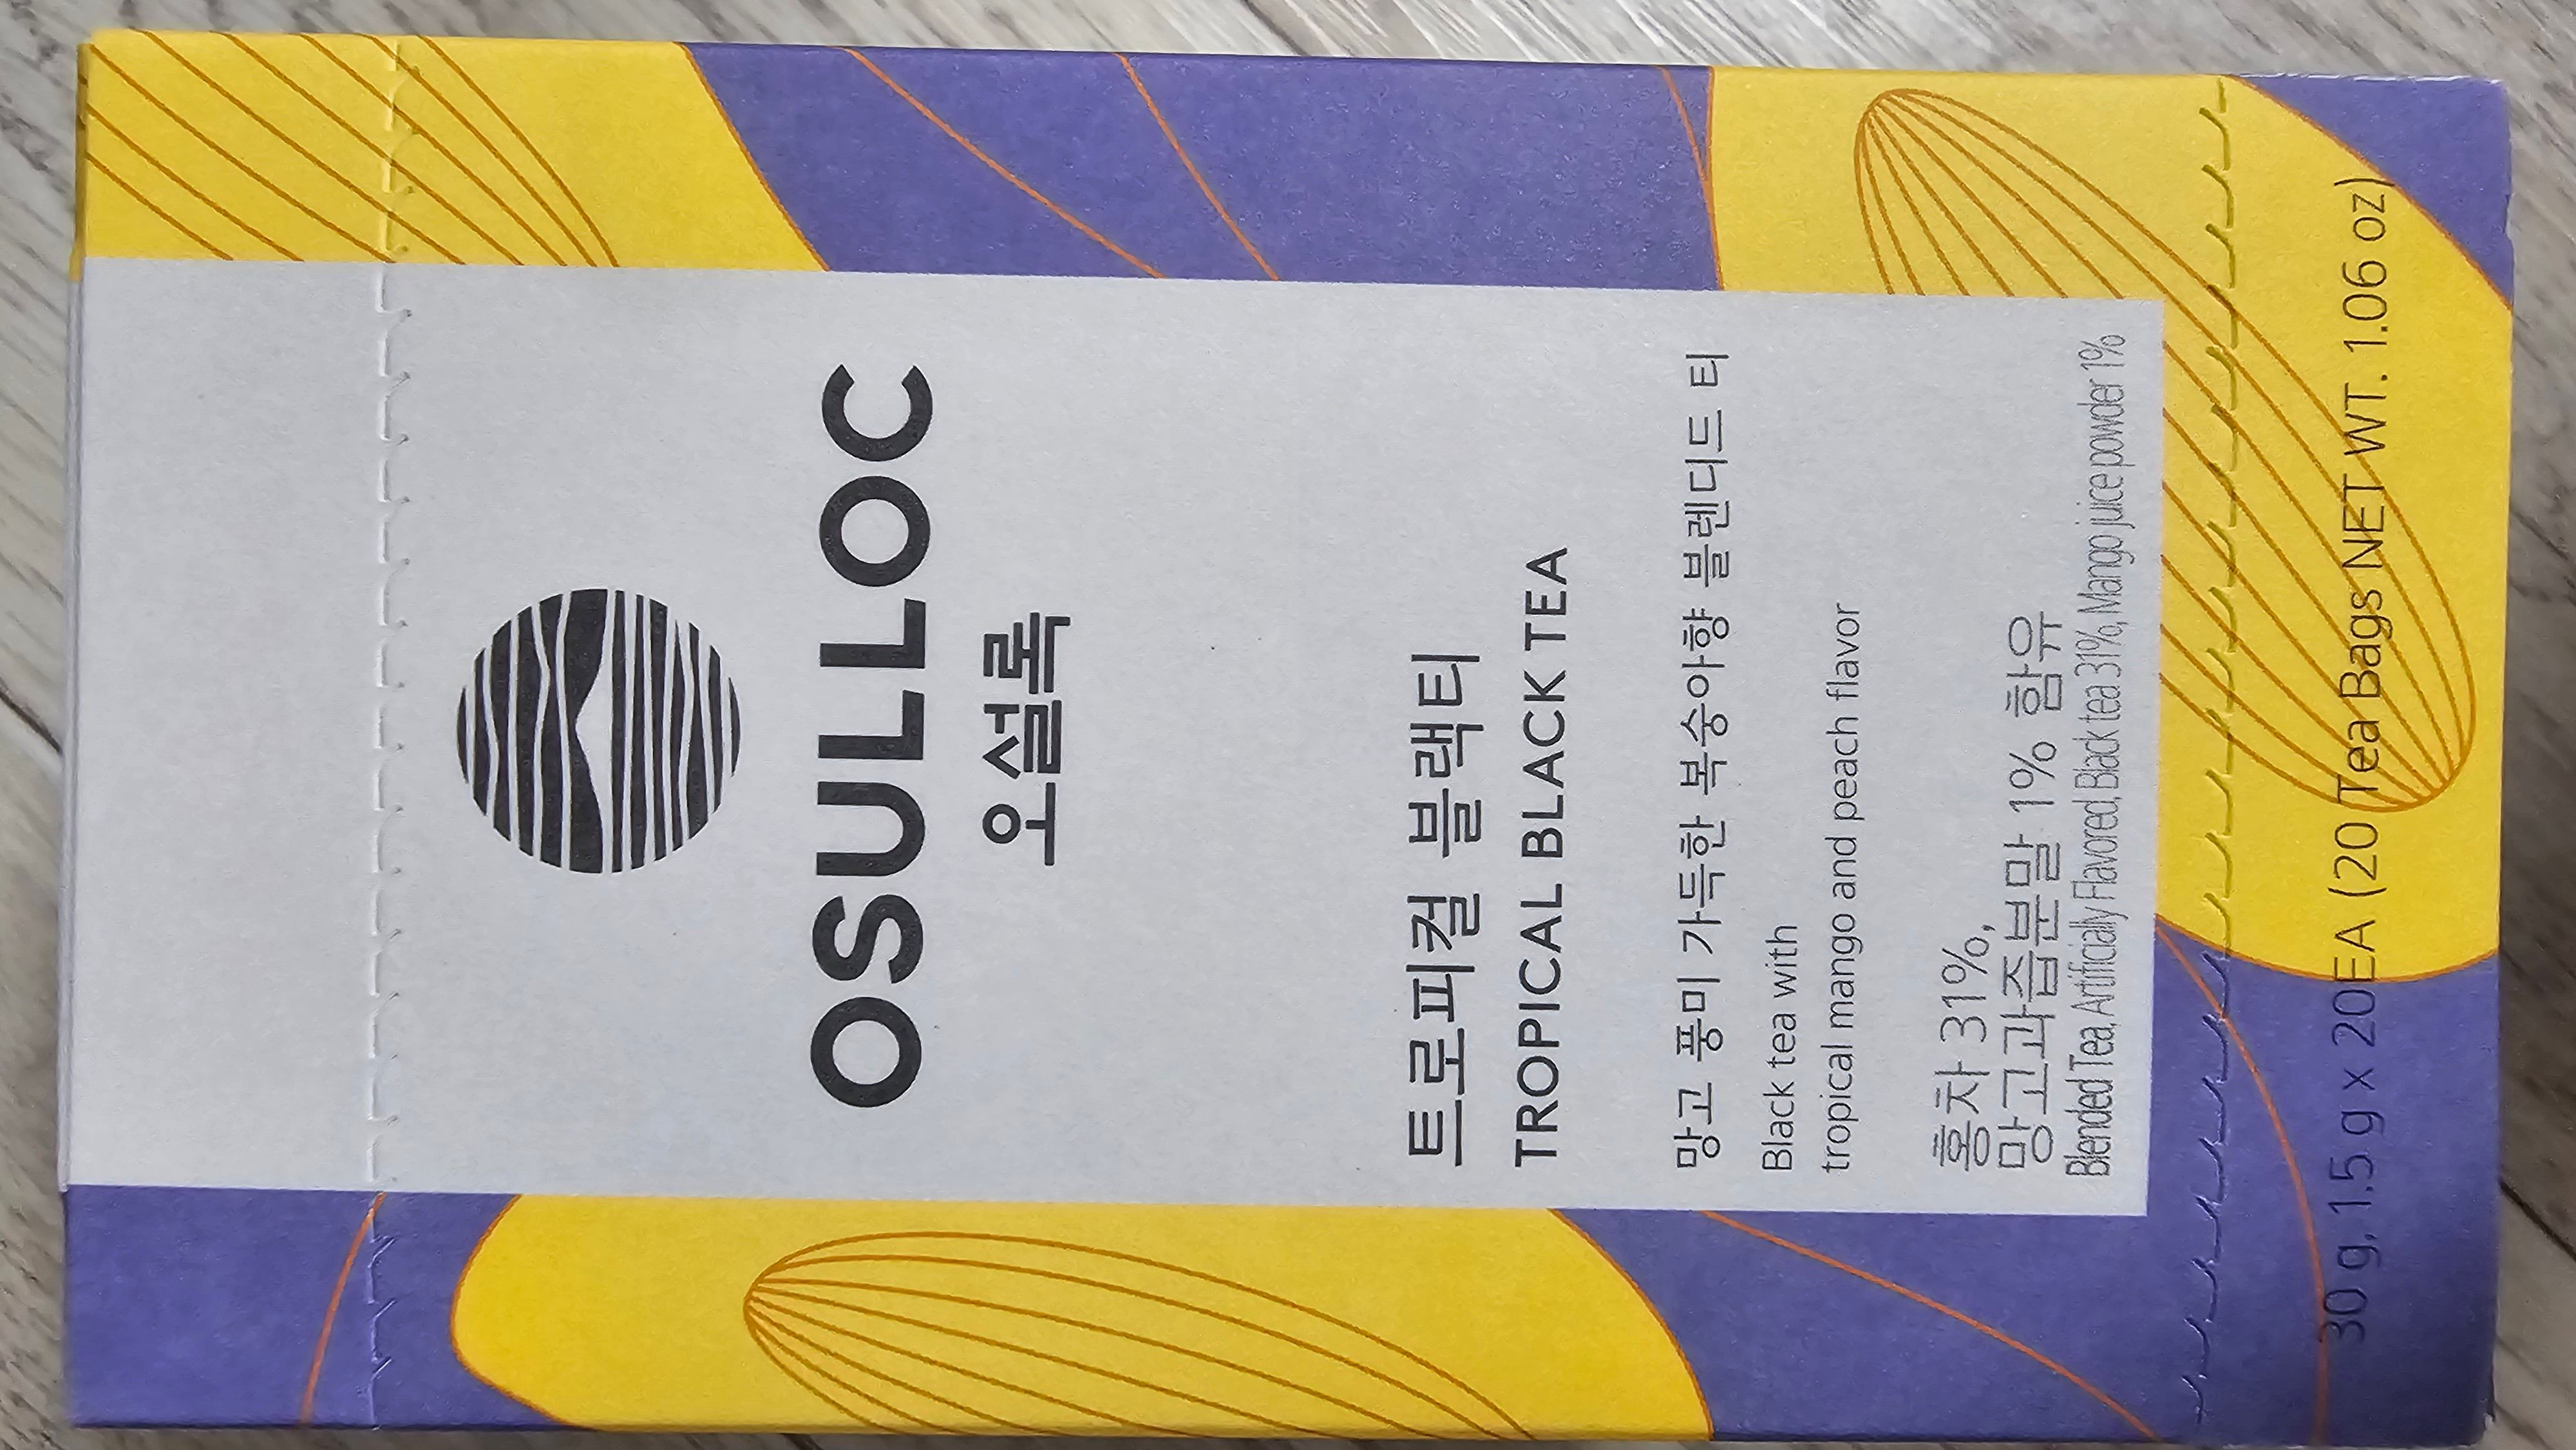 OSULLOC
오설록
트로피컬 블랙티
TROPICAL BLACK TEA
망고 풍미 가득한 복숭아향 블렌디드 티
Black tea with
tropical mango and peach flavor
홍차 31%,
망고과즙분말 1% 함유
Blended Tea, Artificially Flavored, Black tea 31%, Mango juice powder 1%
30 g, 1.5 g x 20EA (20 Tea Bags NET WT. 1.06 oz)